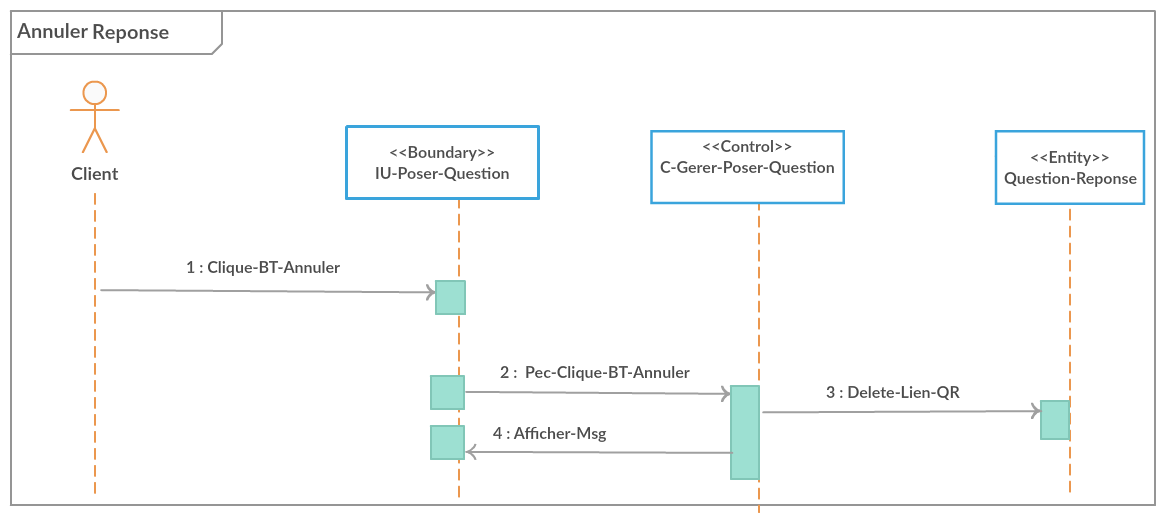 Annuler Reponse
Client
<<Boundary>>
IU-Poser-Question
<<Control>>
C-Gerer-Poser-Question
<<Entity>>
Question-Reponse
1 : Clique-BT-Annuler
2 : Pec-Clique-BT-Annuler
3 : Delete-Lien-QR
4 : Afficher-Msg